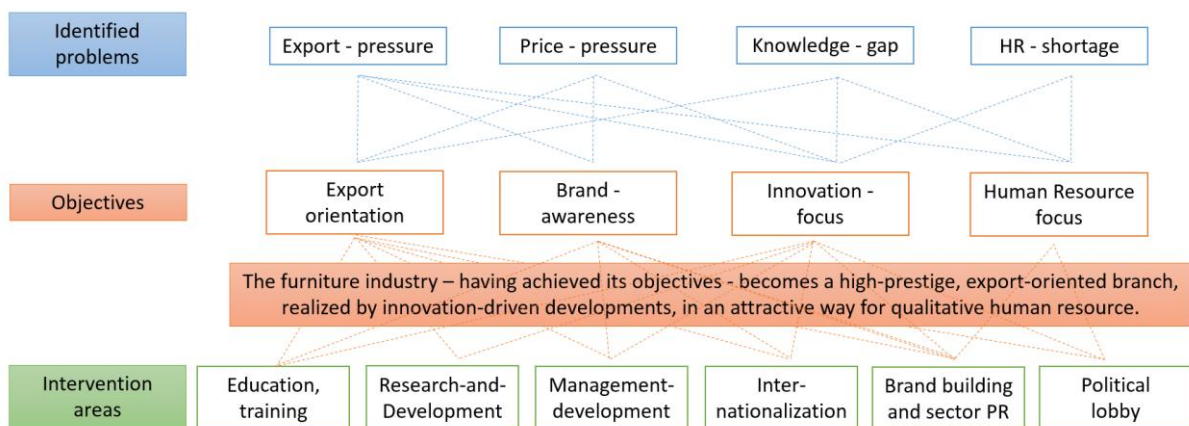 Identified
problems
Export - pressure
Price - pressure
Knowledge - gap
HR - shortage
Objectives
Export
orientation
Brand -
awareness
Innovation -
focus
Human Resource
focus
The furniture industry – having achieved its objectives - becomes a high-prestige, export-oriented branch,
realized by innovation-driven developments, in an attractive way for qualitative human resource.
Intervention
areas
Education,
training
Research-and-
Development
Management-
development
Inter-
nationalization
Brand building
and sector PR
Political
lobby